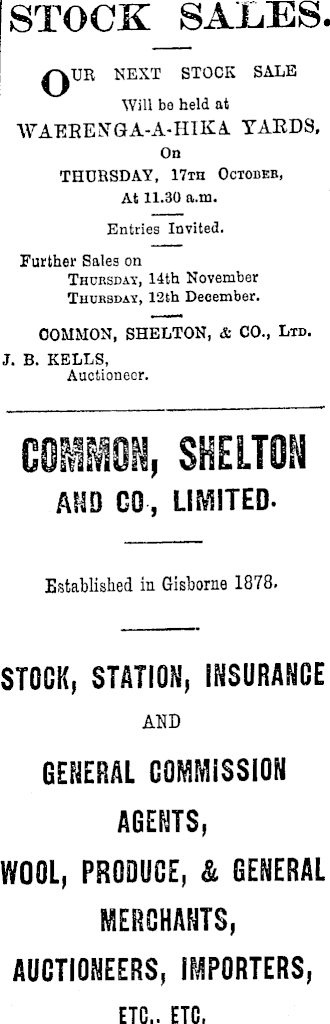 STOCK SALES.
OUR NEXT STOCK SALE
Will be held at
WAERENGA-A-HIKA YARDS,
On
THURSDAY, 17TH OCTOBER,
At 11.30 a.m.
Entries Invited.
Further Sales on
THURSDAY, 14th November
THURSDAY, 12th December.
COMMON, SHELTON, & CO., LTD.
J. B. KELLS,
Auctioneer.
COMMON, SHELTON
AND CO., LIMITED.
Established in Gisborne 1878.
STOCK, STATION, INSURANCE
AND
GENERAL COMMISSION
AGENTS,
WOOL, PRODUCE, & GENERAL
MERCHANTS,
AUCTIONEERS, IMPORTERS,
ETC., ETC.